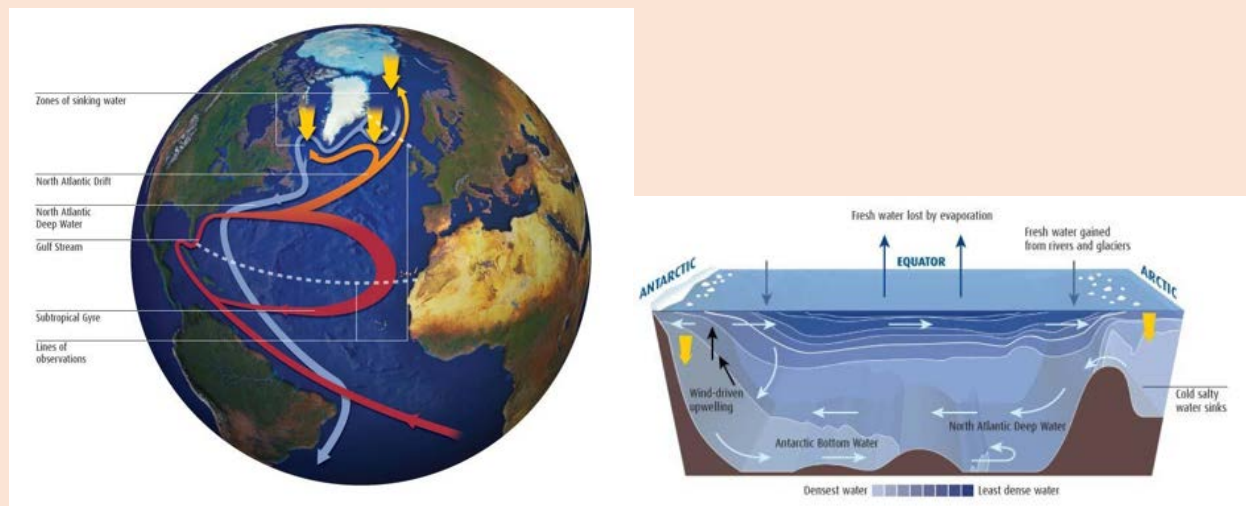 Zones of sinking water
North Atlantic Drift
North Atlantic
Deep Water
Gulf Stream
Subtropical Gyre
Lines of
observations
Fresh water lost by evaporation
Fresh water gained
from rivers and glaciers
EQUATOR
ANTARCTIC
ARCTIC
Wind-driven
upwelling
Cold salty
water sinks
North Atlantic Deep Water
Antarctic Bottom Water
Densest water
Least dense water